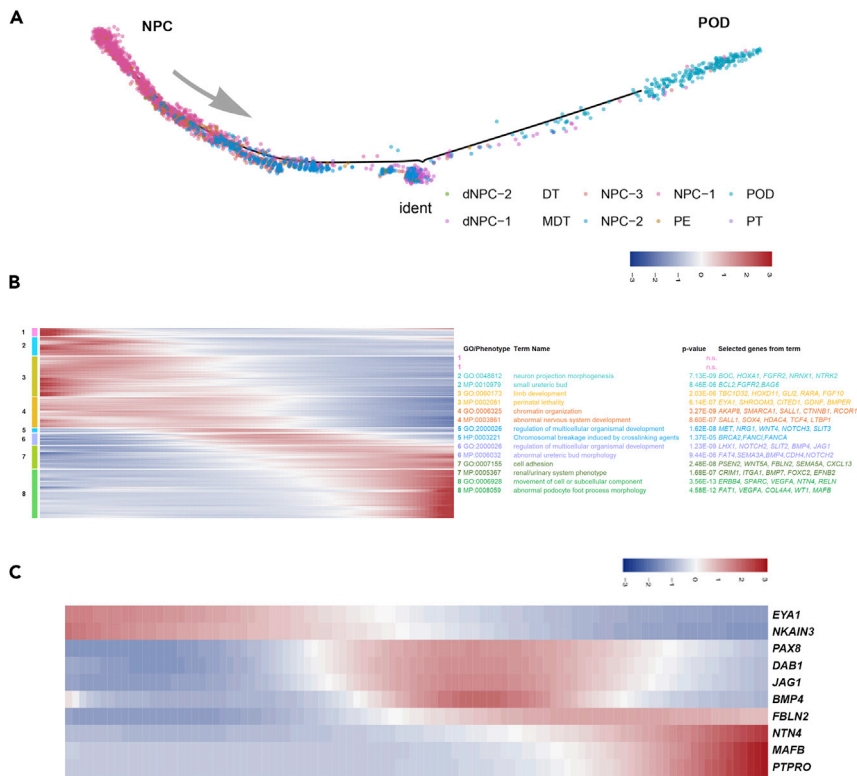 A
NPC
POD
ident
dNPC-2 DT NPC-3 NPC-1 POD
dNPC-1 MDT NPC-2 PE PT
-3 -2 -1 0 1 2 3
B
GO/Phenotype Term Name p-value Selected genes from term
1 n.s.
1 n.s.
2 GO:0048812 neuron projection morphogenesis 7.13E-09 BOC, HOXA1, FGFR2, NRNX1, NTRK2
2 MP:0010979 small ureteric bud 8.46E-06 BCL2,FGFR2,BAG6
3 GO:0060173 limb development 2.03E-06 TBC1D32, HOXD11, GLI2, RARA, FGF10
3 MP:0002081 perinatal lethality 6.14E-07 EYA1, SHROOM3, CITED1, GDNF, BMPER
4 GO:0006325 chromatin organization 3.27E-09 AKAP8, SMARCA1, SALL1, CTNNB1, RCOR1
4 MP:0003861 abnormal nervous system development 8.60E-07 SALL1, SOX4, HDAC4, TCF4, LTBP1
5 GO:2000026 regulation of multicellular organismal development 1.62E-08 MET, NRG1, WNT4, NOTCH3, SLIT3
5 HP:0003221 Chromosomal breakage induced by crosslinking agents 1.37E-05 BRCA2,FANCI,FANCA
6 GO:2000026 regulation of multicellular organismal development 1.23E-09 LHX1, NOTCH2, SLIT2, BMP4, JAG1
6 MP:0006032 abnormal ureteric bud morphology 9.44E-06 FAT4,SEMA3A,BMP4,CDH4,NOTCH2
7 GO:0007155 cell adhesion 2.48E-08 PSEN2, WNT5A, FBLN2, SEMA5A, CXCL13
7 MP:0005367 renal/urinary system phenotype 1.68E-07 CRIM1, ITGA1, BMP7, FOXC2, EFNB2
8 GO:0006928 movement of cell or subcellular component 3.56E-13 ERBB4, SPARC, VEGFA, NTN4, RELN
8 MP:0008059 abnormal podocyte foot process morphology 4.58E-12 FAT1, VEGFA, COL4A4, WT1, MAFB
1
2
3
4
5
6
7
8
C
-3 -2 -1 0 1 2 3
EYA1
NKAIN3
PAX8
DAB1
JAG1
BMP4
FBLN2
NTN4
MAFB
PTPRO